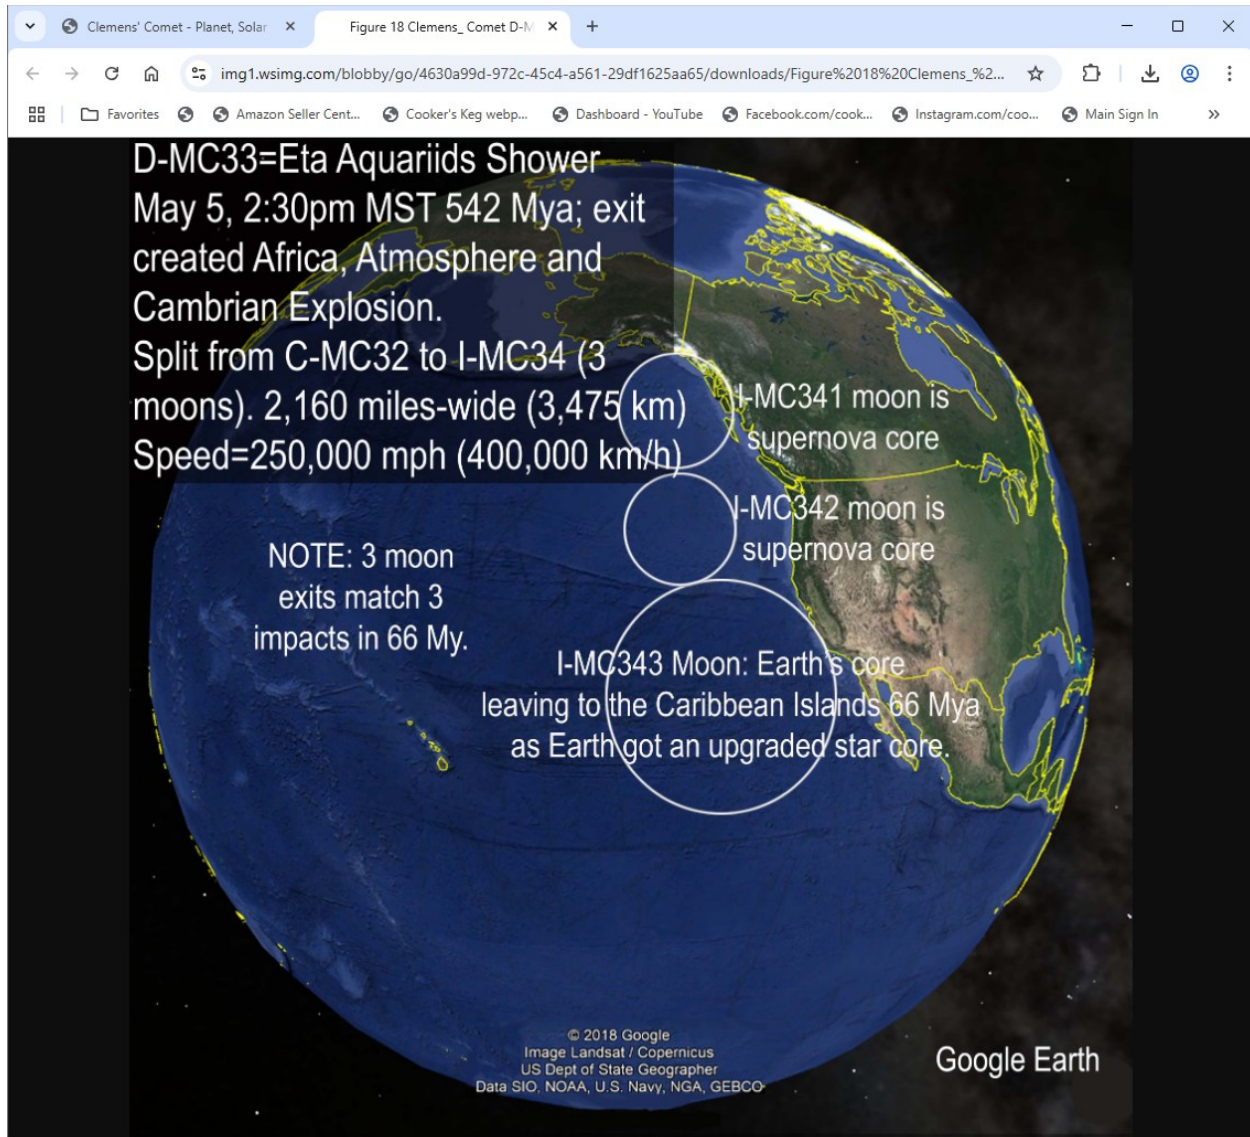 Clemens' Comet - Planet, Solar
Figure 18 Clemens_ Comet D-M
img1.wsimg.com/blobby/go/4630a99d-972c-45c4-a561-29df1625aa65/downloads/Figure%2018%20Clemens_%2...
Favorites
Amazon Seller Cent...
Cooker's Keg webp...
Dashboard - YouTube
Facebook.com/cook...
Instagram.com/coo...
Main Sign In
D-MC33=Eta Aquariids Shower
May 5, 2:30pm MST 542 Mya; exit
created Africa, Atmosphere and
Cambrian Explosion.
Split from C-MC32 to I-MC34 (3
moons). 2,160 miles-wide (3,475 km)
Speed=250,000 mph (400,000 km/h)
I-MC341 moon is
supernova core
I-MC342 moon is
supernova core
NOTE: 3 moon
exits match 3
impacts in 66 My.
I-MC343 Moon: Earth's core
leaving to the Caribbean Islands 66 Mya
as Earth got an upgraded star core.
© 2018 Google
Image Landsat / Copernicus
US Dept of State Geographer
Data SIO, NOAA, U.S. Navy, NGA, GEBCO
Google Earth